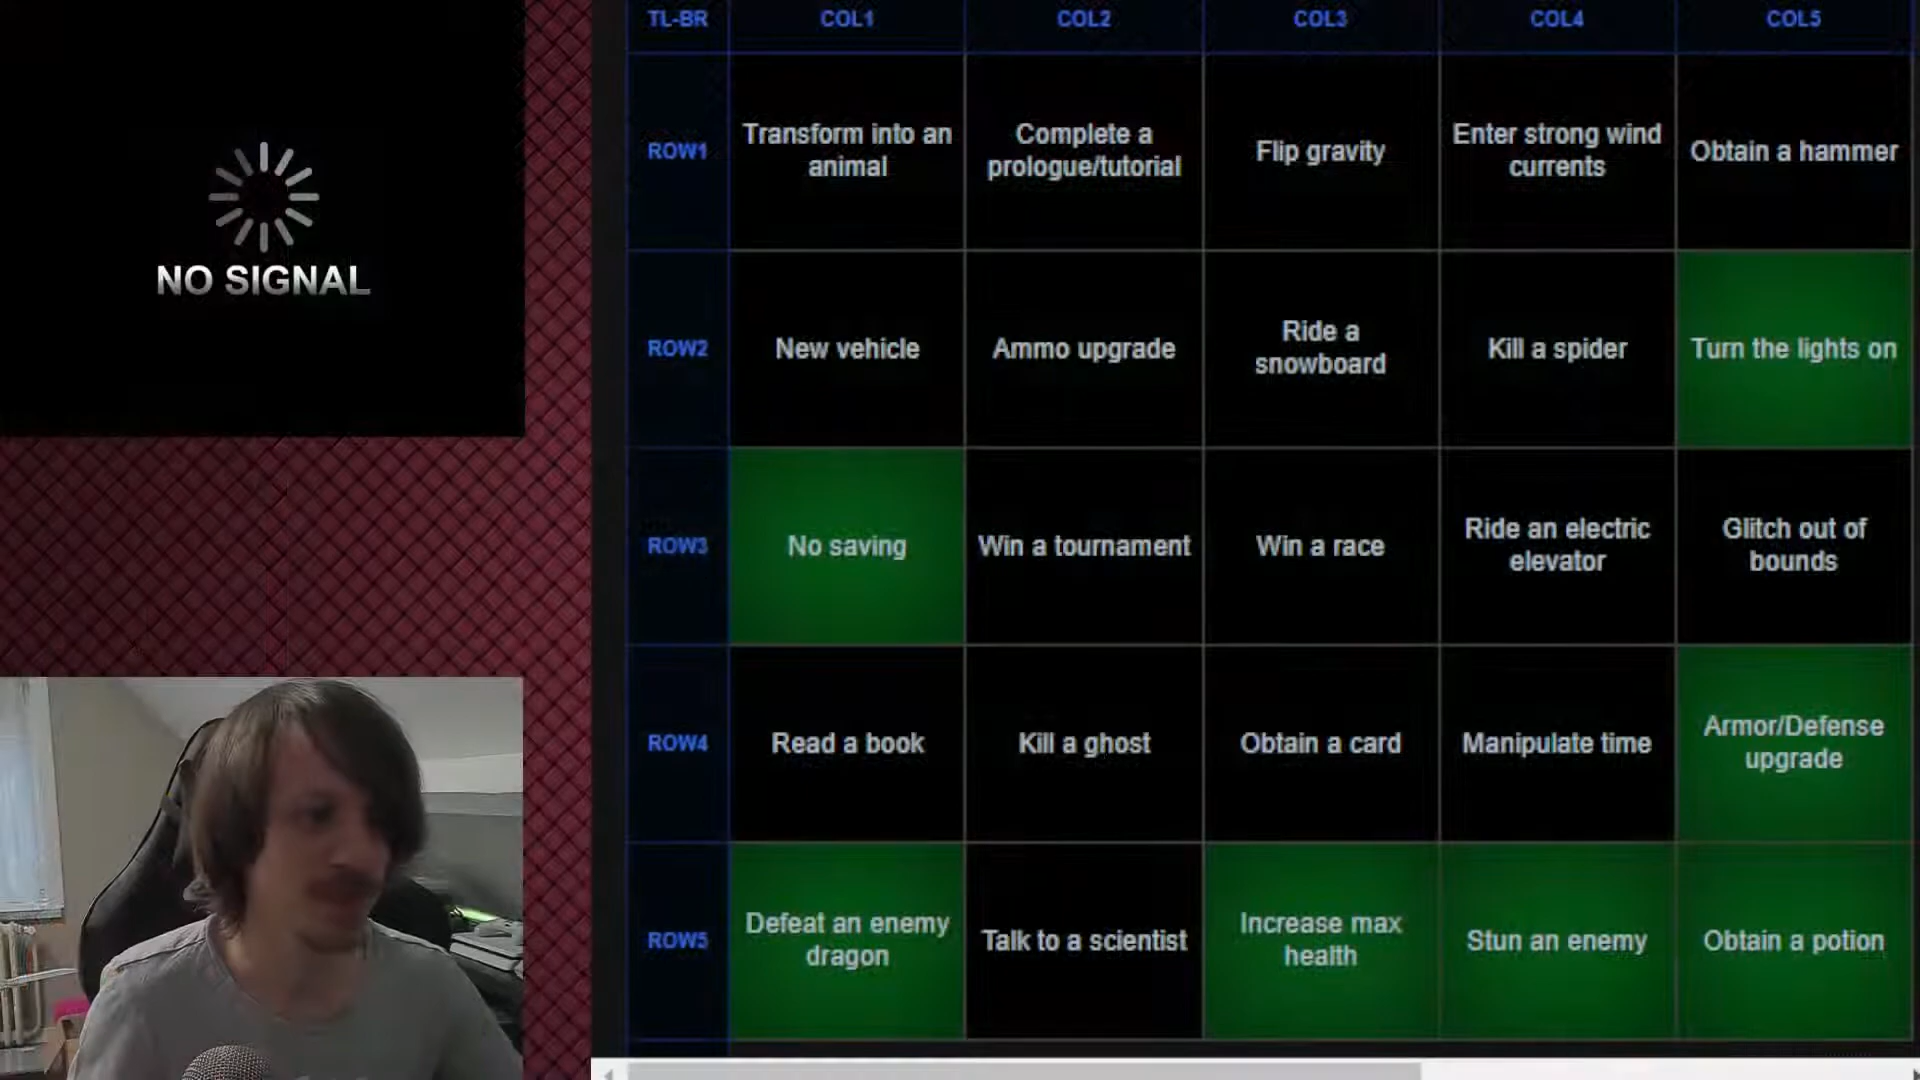 NO SIGNAL
TL-BR COL1 COL2 COL3 COL4 COL5
ROW1
Transform into an
animal
Complete a
prologue/tutorial
Flip gravity
Enter strong wind
currents
Obtain a hammer
ROW2
New vehicle
Ammo upgrade
Ride a
snowboard
Kill a spider
Turn the lights on
ROW3
No saving
Win a tournament
Win a race
Ride an electric
elevator
Glitch out of
bounds
ROW4
Read a book
Kill a ghost
Obtain a card
Manipulate time
Armor/Defense
upgrade
ROW5
Defeat an enemy
dragon
Talk to a scientist
Increase max
health
Stun an enemy
Obtain a potion